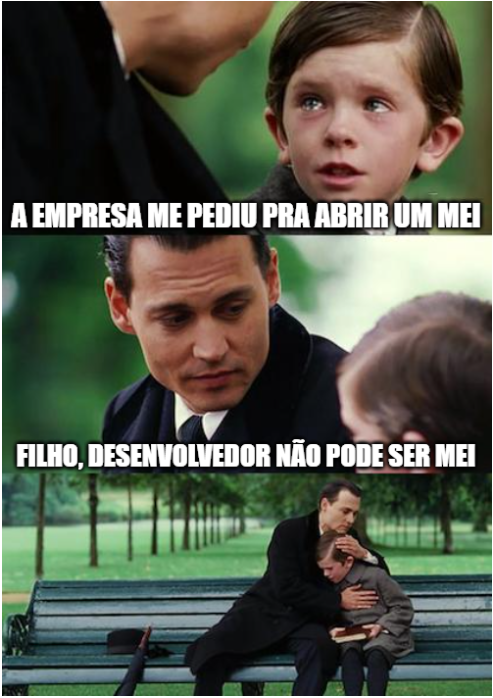 A EMPRESA ME PEDIU PRA ABRIR UM MEI
FILHO, DESENVOLVEDOR NÃO PODE SER MEI